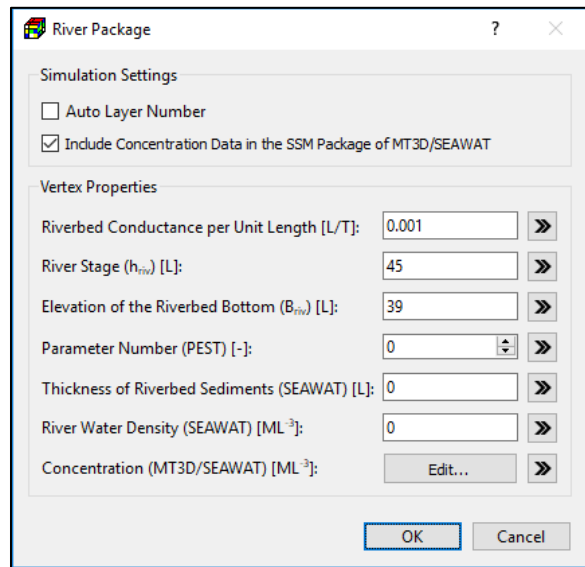 River Package
?
Simulation Settings
Auto Layer Number
Include Concentration Data in the SSM Package of MT3D/SEAWAT
Vertex Properties
Riverbed Conductance per Unit Length [L/T]: 0.001
River Stage (hriv) [L]: 45
Elevation of the Riverbed Bottom (Briv) [L]: 39
Parameter Number (PEST) [-]: 0
Thickness of Riverbed Sediments (SEAWAT) [L]: 0
River Water Density (SEAWAT) [ML⁻³]: 0
Concentration (MT3D/SEAWAT) [ML⁻³]: Edit...
OK Cancel